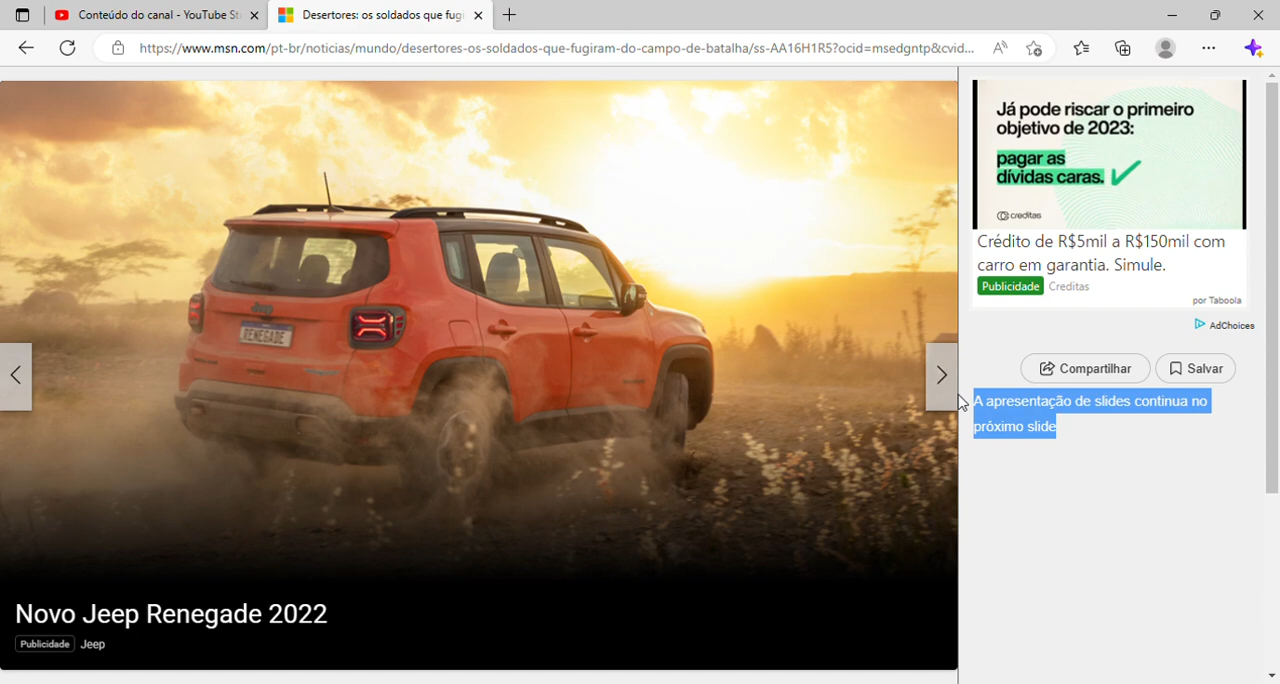 Conteúdo do canal - YouTube St
Desertores: os soldados que fugi
https://www.msn.com/pt-br/noticias/mundo/desertores-os-soldados-que-fugiram-do-campo-de-batalha/ss-AA16H1R5?ocid=msedgntp&cvid...
Jeep
RENEGADE
Novo Jeep Renegade 2022
Publicidade Jeep
Já pode riscar o primeiro
objetivo de 2023:
pagar as
dívidas caras.
creditas
Crédito de R$5mil a R$150mil com
carro em garantia. Simule.
Publicidade Creditas
por Taboola
AdChoices
Compartilhar Salvar
A apresentação de slides continua no
próximo slide